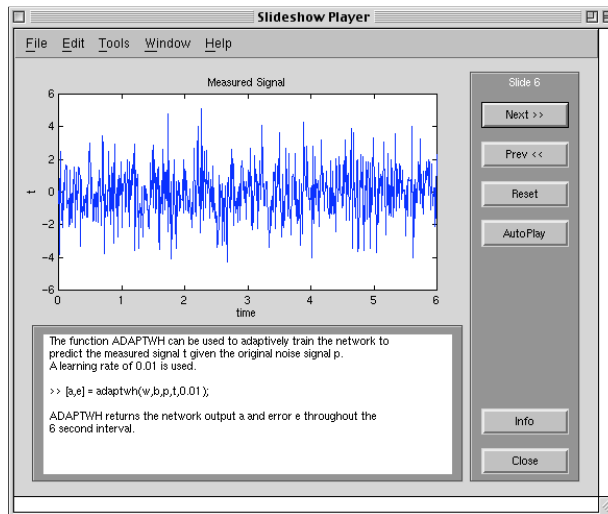 Slideshow Player
File Edit Tools Window Help
Measured Signal
6
4
2
0
-2
-4
-6
t
0 1 2 3 4 5 6
time
The function ADAPTWH can be used to adaptively train the network to
predict the measured signal t given the original noise signal p.
A learning rate of 0.01 is used.
>> [a,e] = adaptwh(w,b,p,t,0.01);
ADAPTWH returns the network output a and error e throughout the
6 second interval.
Slide 6
Next >>
Prev <<
Reset
AutoPlay
Info
Close